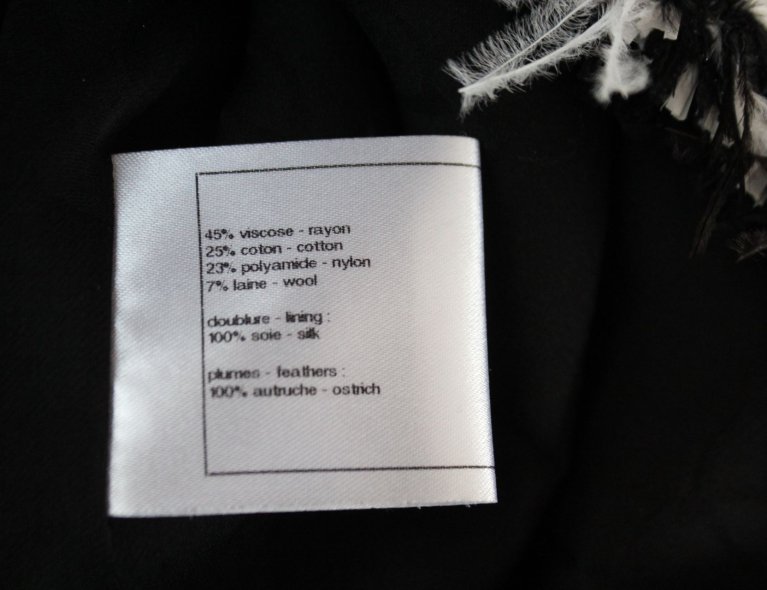 45% viscose - rayon
25% coton - cotton
23% polyamide - nylon
7% laine - wool
doublure - lining :
100% soie - silk
plumes - feathers :
100% autruche - ostrich